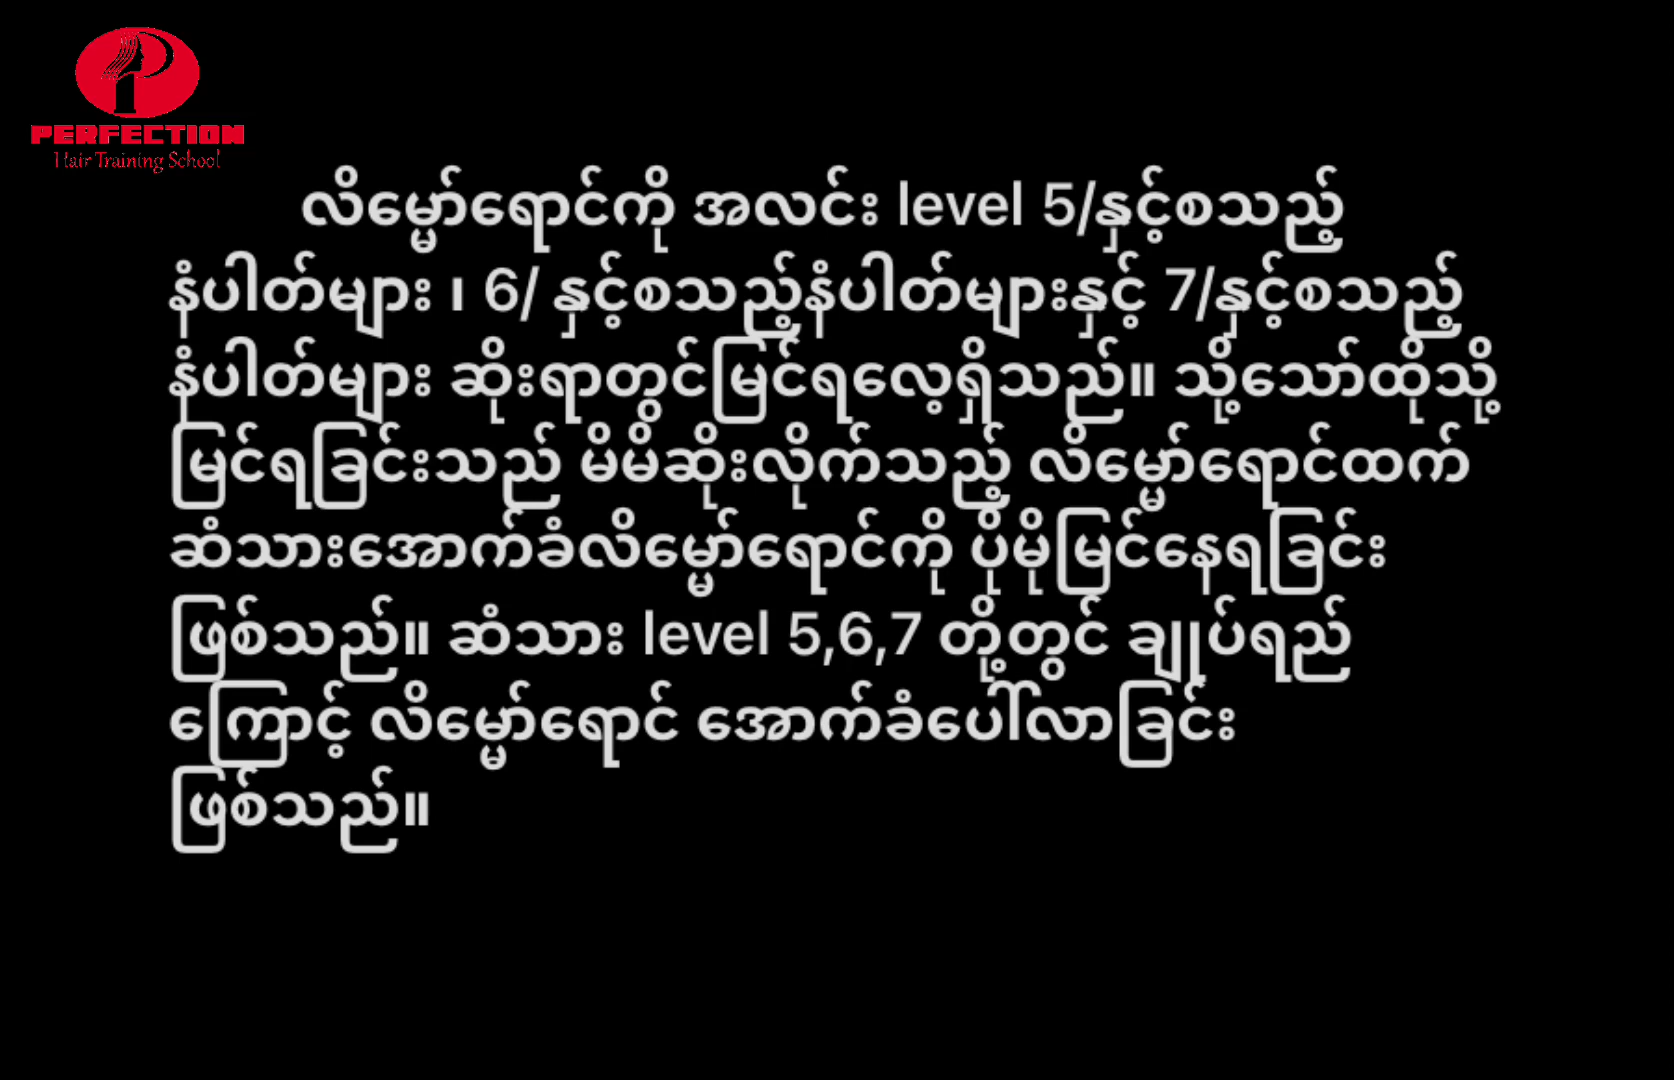 PERFECTION
Hair Training School
လိမ္မော်ရောင်ကို အလင်း level 5/နှင့်စသည့်
နံပါတ်များ ၊ 6/ နှင့်စသည့်နံပါတ်များနှင့် 7/နှင့်စသည့်
နံပါတ်များ ဆိုးရာတွင်မြင်ရလေ့ရှိသည်။ သို့သော်ထိုသို့
မြင်ရခြင်းသည် မိမိဆိုးလိုက်သည့် လိမ္မော်ရောင်ထက်
ဆံသားအောက်ခံလိမ္မော်ရောင်ကို ပိုမိုမြင်နေရခြင်း
ဖြစ်သည်။ ဆံသား level 5,6,7 တို့တွင် ချုပ်ရည်
ကြောင့် လိမ္မော်ရောင် အောက်ခံပေါ်လာခြင်း
ဖြစ်သည်။